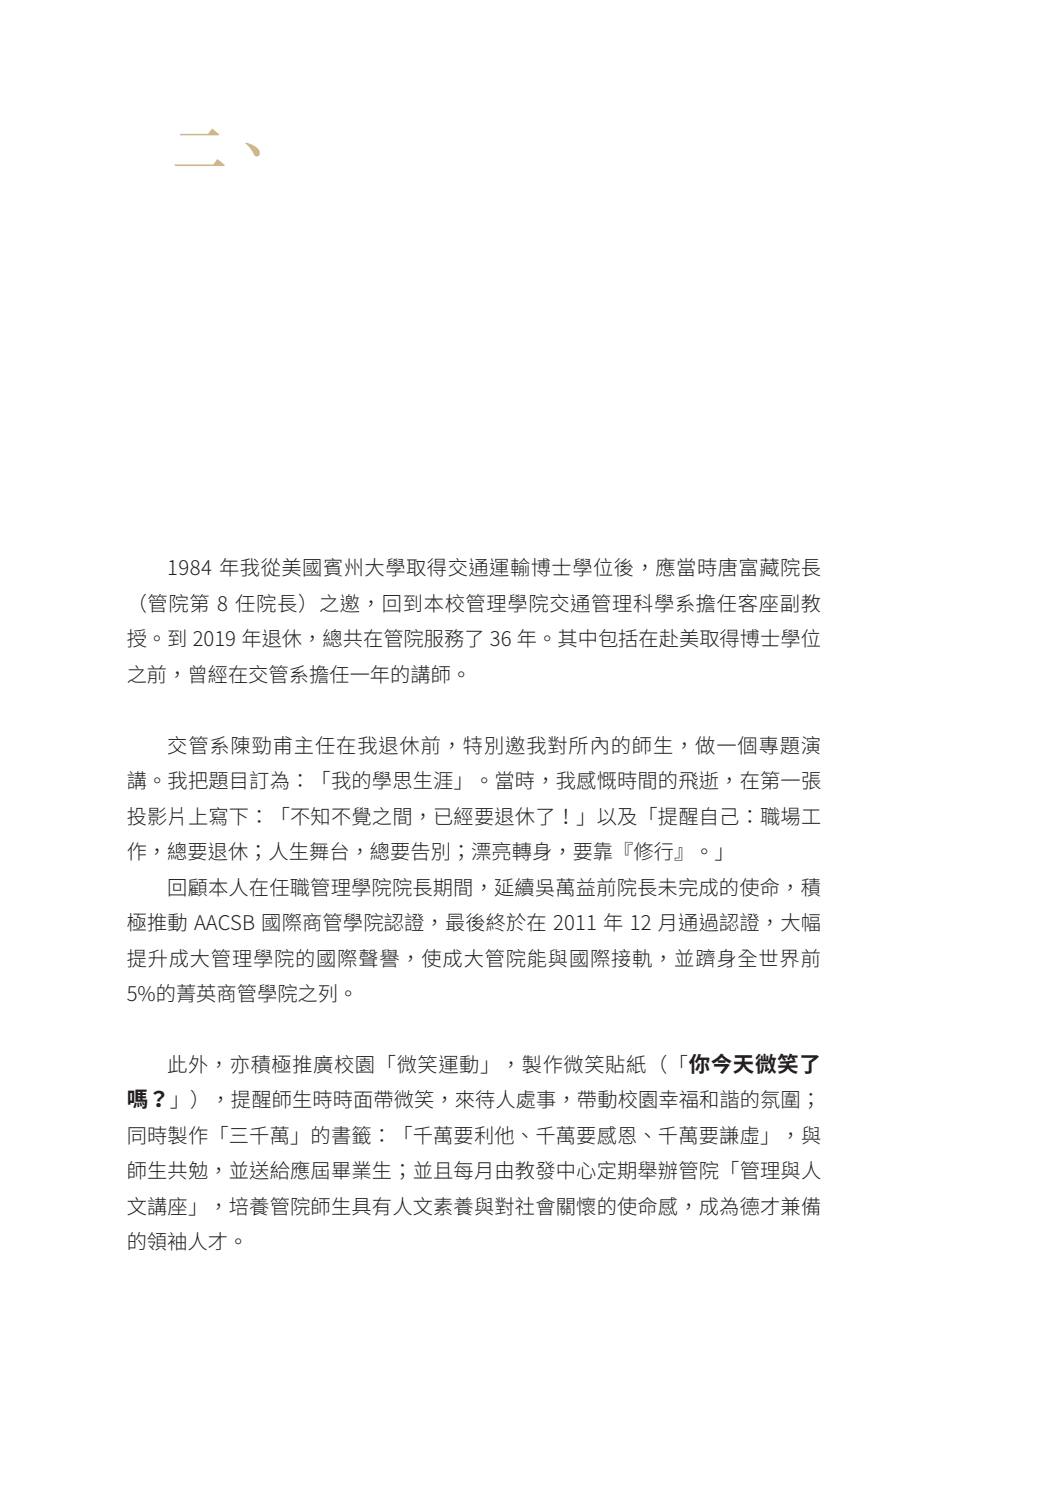 二、
1984 年我從美國賓州大學取得交通運輸博士學位後，應當時唐富藏院長
（管院第 8 任院長）之邀，回到本校管理學院交通管理科學系擔任客座副教
授。到 2019 年退休，總共在管院服務了 36 年。其中包括在赴美取得博士學位
之前，曾經在交管系擔任一年的講師。
交管系陳勁甫主任在我退休前，特別邀我對所內的師生，做一個專題演
講。我把題目訂為：「我的學思生涯」。當時，我感慨時間的飛逝，在第一張
投影片上寫下：「不知不覺之間，已經要退休了！」以及「提醒自己：職場工
作，總要退休；人生舞台，總要告別；漂亮轉身，要靠『修行』。」
回顧本人在任職管理學院院長期間，延續吳萬益前院長未完成的使命，積
極推動 AACSB 國際商管學院認證，最後終於在 2011 年 12 月通過認證，大幅
提升成大管理學院的國際聲譽，使成大管院能與國際接軌，並躋身全世界前
5%的菁英商管學院之列。
此外，亦積極推廣校園「微笑運動」，製作微笑貼紙（「你今天微笑了
嗎？」），提醒師生時時面帶微笑，來待人處事，帶動校園幸福和諧的氛圍；
同時製作「三千萬」的書籤：「千萬要利他、千萬要感恩、千萬要謙虛」，與
師生共勉，並送給應屆畢業生；並且每月由教發中心定期舉辦管院「管理與人
文講座」，培養管院師生具有人文素養與對社會關懷的使命感，成為德才兼備
的領袖人才。